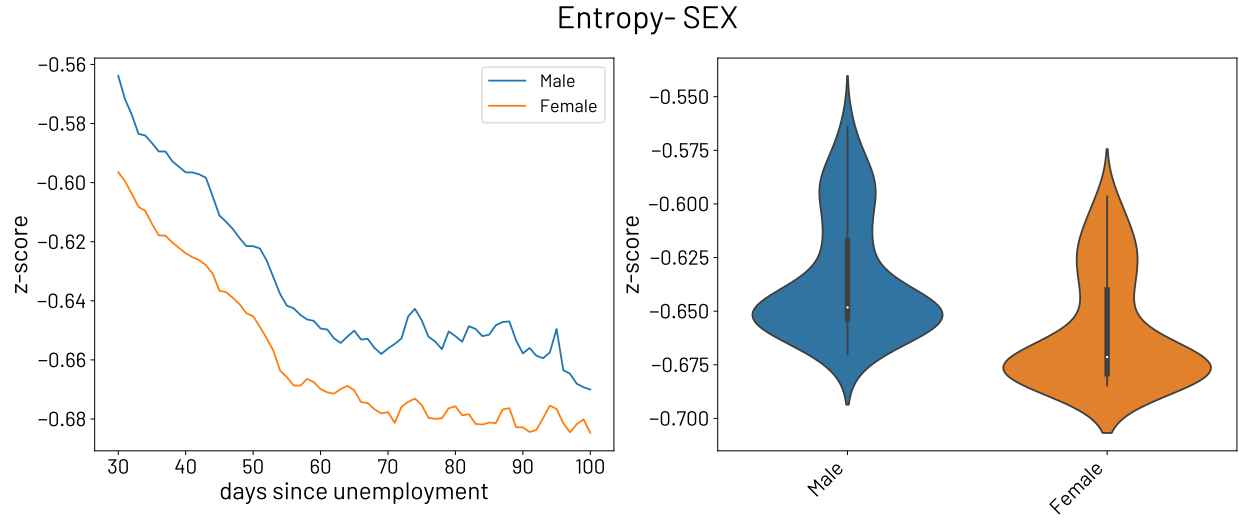 Entropy- SEX
z-score
−0.56
−0.58
−0.60
−0.62
−0.64
−0.66
−0.68
30 40 50 60 70 80 90 100
days since unemployment
Male
Female
z-score
−0.550
−0.575
−0.600
−0.625
−0.650
−0.675
−0.700
Male
Female